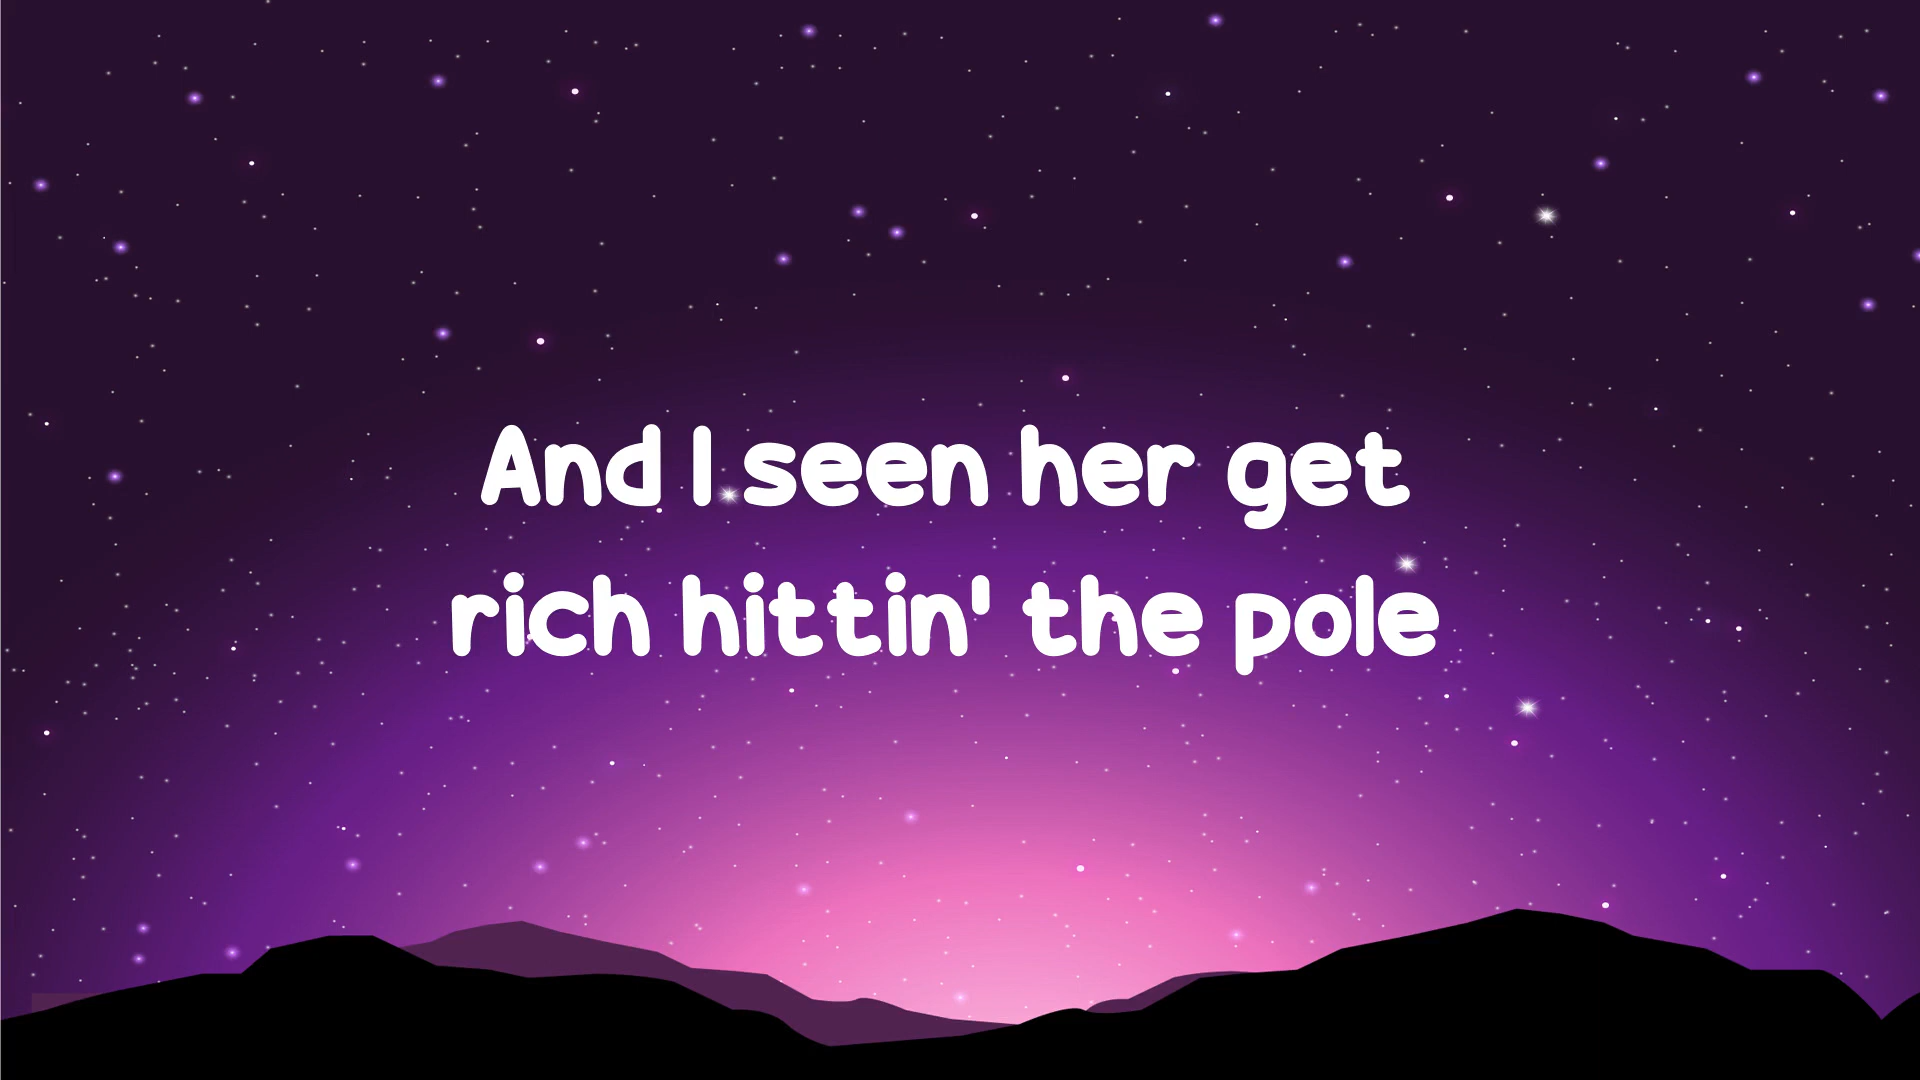 And I seen her get
rich hittin' the pole